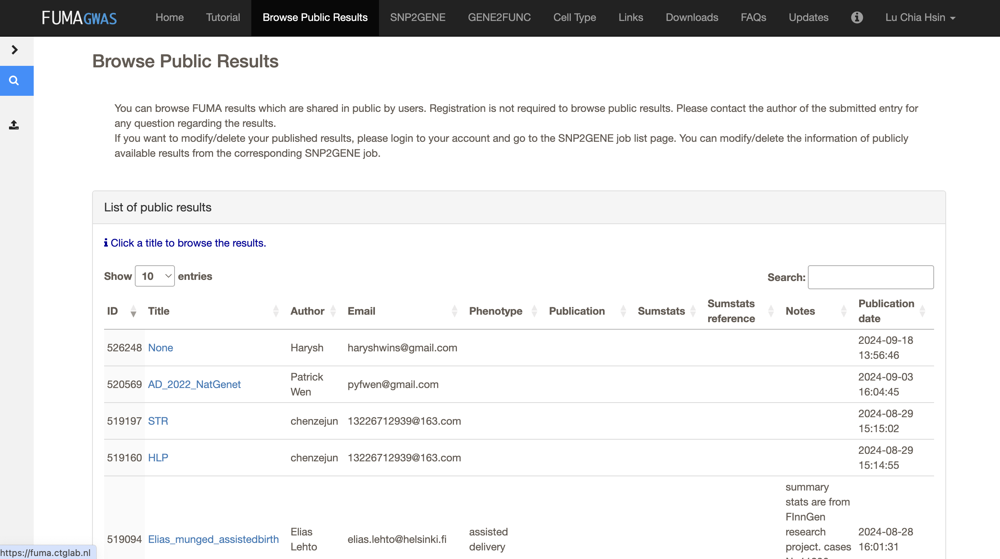 FUMAGWAS Home Tutorial Browse Public Results SNP2GENE GENE2FUNC Cell Type Links Downloads FAQs Updates Lu Chia Hsin
Browse Public Results
You can browse FUMA results which are shared in public by users. Registration is not required to browse public results. Please contact the author of the submitted entry for
any question regarding the results.
If you want to modify/delete your published results, please login to your account and go to the SNP2GENE job list page. You can modify/delete the information of publicly
available results from the corresponding SNP2GENE job.
List of public results
Click a title to browse the results.
Show 10 entries
Search:
ID Title Author Email Phenotype Publication Sumstats Sumstats reference Notes Publication date
526248 None Harysh haryshwins@gmail.com 2024-09-18 13:56:46
520569 AD_2022_NatGenet Patrick Wen pyfwen@gmail.com 2024-09-03 16:04:45
519197 STR chenzejun 13226712939@163.com 2024-08-29 15:15:02
519160 HLP chenzejun 13226712939@163.com 2024-08-29 15:14:55
519094 Elias_munged_assistedbirth Elias Lehto elias.lehto@helsinki.fi assisted delivery summary stats are from FInnGen research project. cases 2024-08-28 16:01:31
https://fuma.ctglab.nl